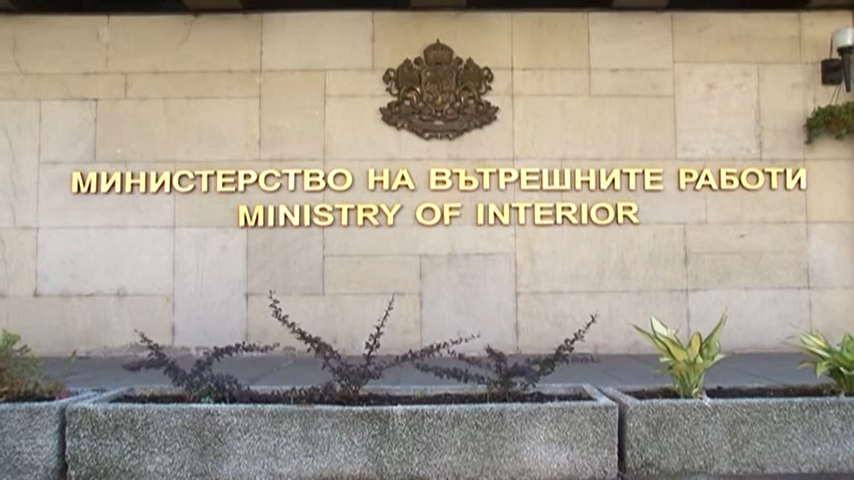 МИНИСТЕРСТВО НА ВЪТРЕШНИТЕ РАБОТИ
MINISTRY OF INTERIOR